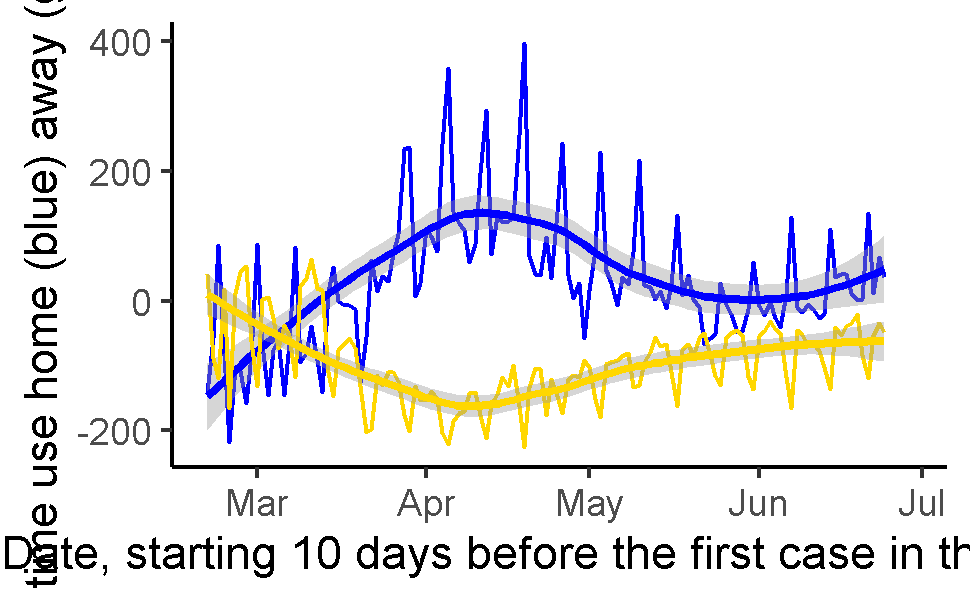 time use home (blue) away (
400
200
0
-200
Mar Apr May Jun Jul
Date, starting 10 days before the first case in th